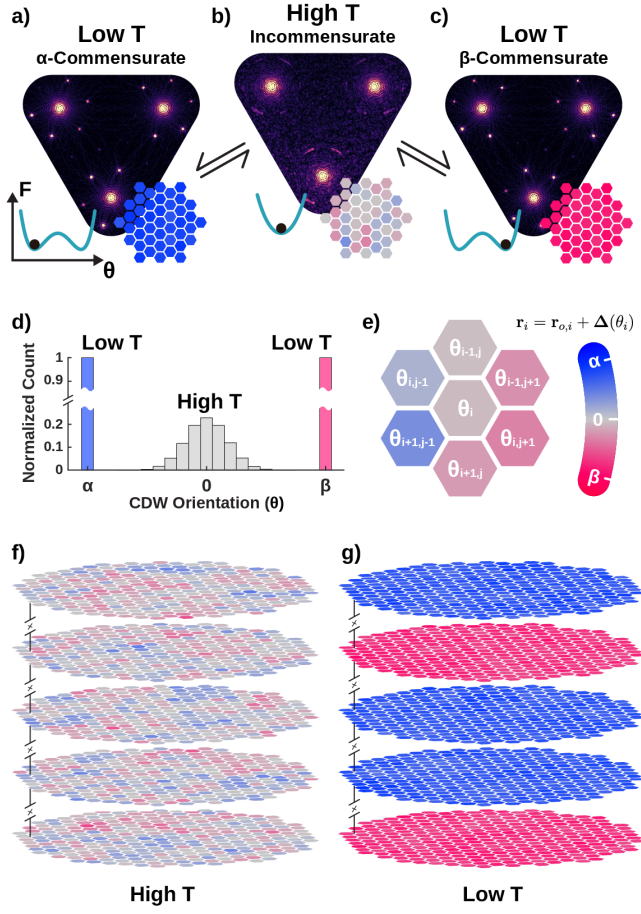 a)
Low T
α-Commensurate
b)
High T
Incommensurate
c)
Low T
β-Commensurate
F
θ
d)
Low T
Low T
High T
Normalized Count
1
0.9
0.2
0
α
0
β
CDW Orientation (θ)
e)
r_i = r_{o,i} + Δ(θ_i)
θ_{i-1,j}
θ_{i,j-1}
θ_{i-1,j+1}
θ_i
θ_{i+1,j-1}
θ_{i,j+1}
θ_{i+1,j}
α
0
β
f)
g)
x
x
x
x
x
x
x
x
High T
Low T